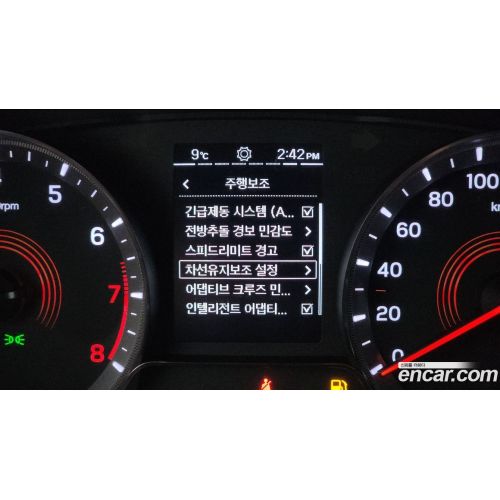 9℃
2:42PM
주행보조
긴급제동 시스템 (A...
전방추돌 경보 민감도
스피드리미트 경고
차선유지보조 설정
어댑티브 크루즈 민...
인텔리전트 어댑티...
rpm
6
7
8
100
80
60
40
20
0
encar.com